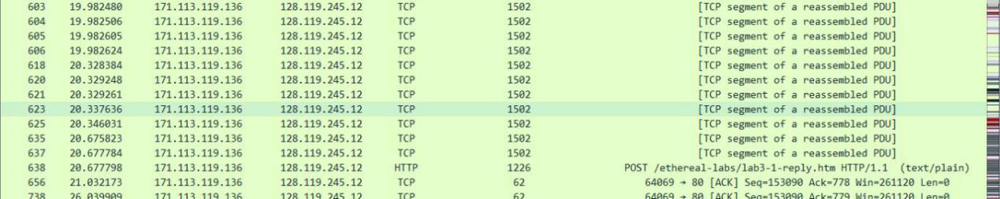 603 19.982480 171.113.119.136 128.119.245.12 TCP 1502 [TCP segment of a reassembled PDU]
604 19.982506 171.113.119.136 128.119.245.12 TCP 1502 [TCP segment of a reassembled PDU]
605 19.982605 171.113.119.136 128.119.245.12 TCP 1502 [TCP segment of a reassembled PDU]
606 19.982624 171.113.119.136 128.119.245.12 TCP 1502 [TCP segment of a reassembled PDU]
618 20.328384 171.113.119.136 128.119.245.12 TCP 1502 [TCP segment of a reassembled PDU]
620 20.329248 171.113.119.136 128.119.245.12 TCP 1502 [TCP segment of a reassembled PDU]
621 20.329261 171.113.119.136 128.119.245.12 TCP 1502 [TCP segment of a reassembled PDU]
623 20.337636 171.113.119.136 128.119.245.12 TCP 1502 [TCP segment of a reassembled PDU]
625 20.346031 171.113.119.136 128.119.245.12 TCP 1502 [TCP segment of a reassembled PDU]
635 20.675823 171.113.119.136 128.119.245.12 TCP 1502 [TCP segment of a reassembled PDU]
637 20.677784 171.113.119.136 128.119.245.12 TCP 1502 [TCP segment of a reassembled PDU]
638 20.677798 171.113.119.136 128.119.245.12 HTTP 1226 POST /ethereal-labs/lab3-1-reply.htm HTTP/1.1 (text/plain)
656 21.032173 171.113.119.136 128.119.245.12 TCP 62 64069 → 80 [ACK] Seq=153090 Ack=778 Win=261120 Len=0
738 26.039909 171.113.119.136 128.119.245.12 TCP 62 64069 → 80 [ACK] Seq=153090 Ack=779 Win=261120 Len=0